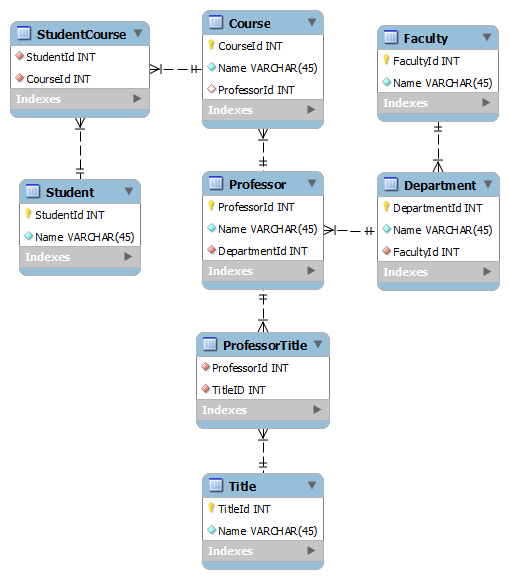 StudentCourse
StudentId INT
CourseId INT
Indexes
Course
CourseId INT
Name VARCHAR(45)
ProfessorId INT
Indexes
Faculty
FacultyId INT
Name VARCHAR(45)
Indexes
Student
StudentId INT
Name VARCHAR(45)
Indexes
Professor
ProfessorId INT
Name VARCHAR(45)
DepartmentId INT
Indexes
Department
DepartmentId INT
Name VARCHAR(45)
FacultyId INT
Indexes
ProfessorTitle
ProfessorId INT
TitleID INT
Indexes
Title
TitleId INT
Name VARCHAR(45)
Indexes